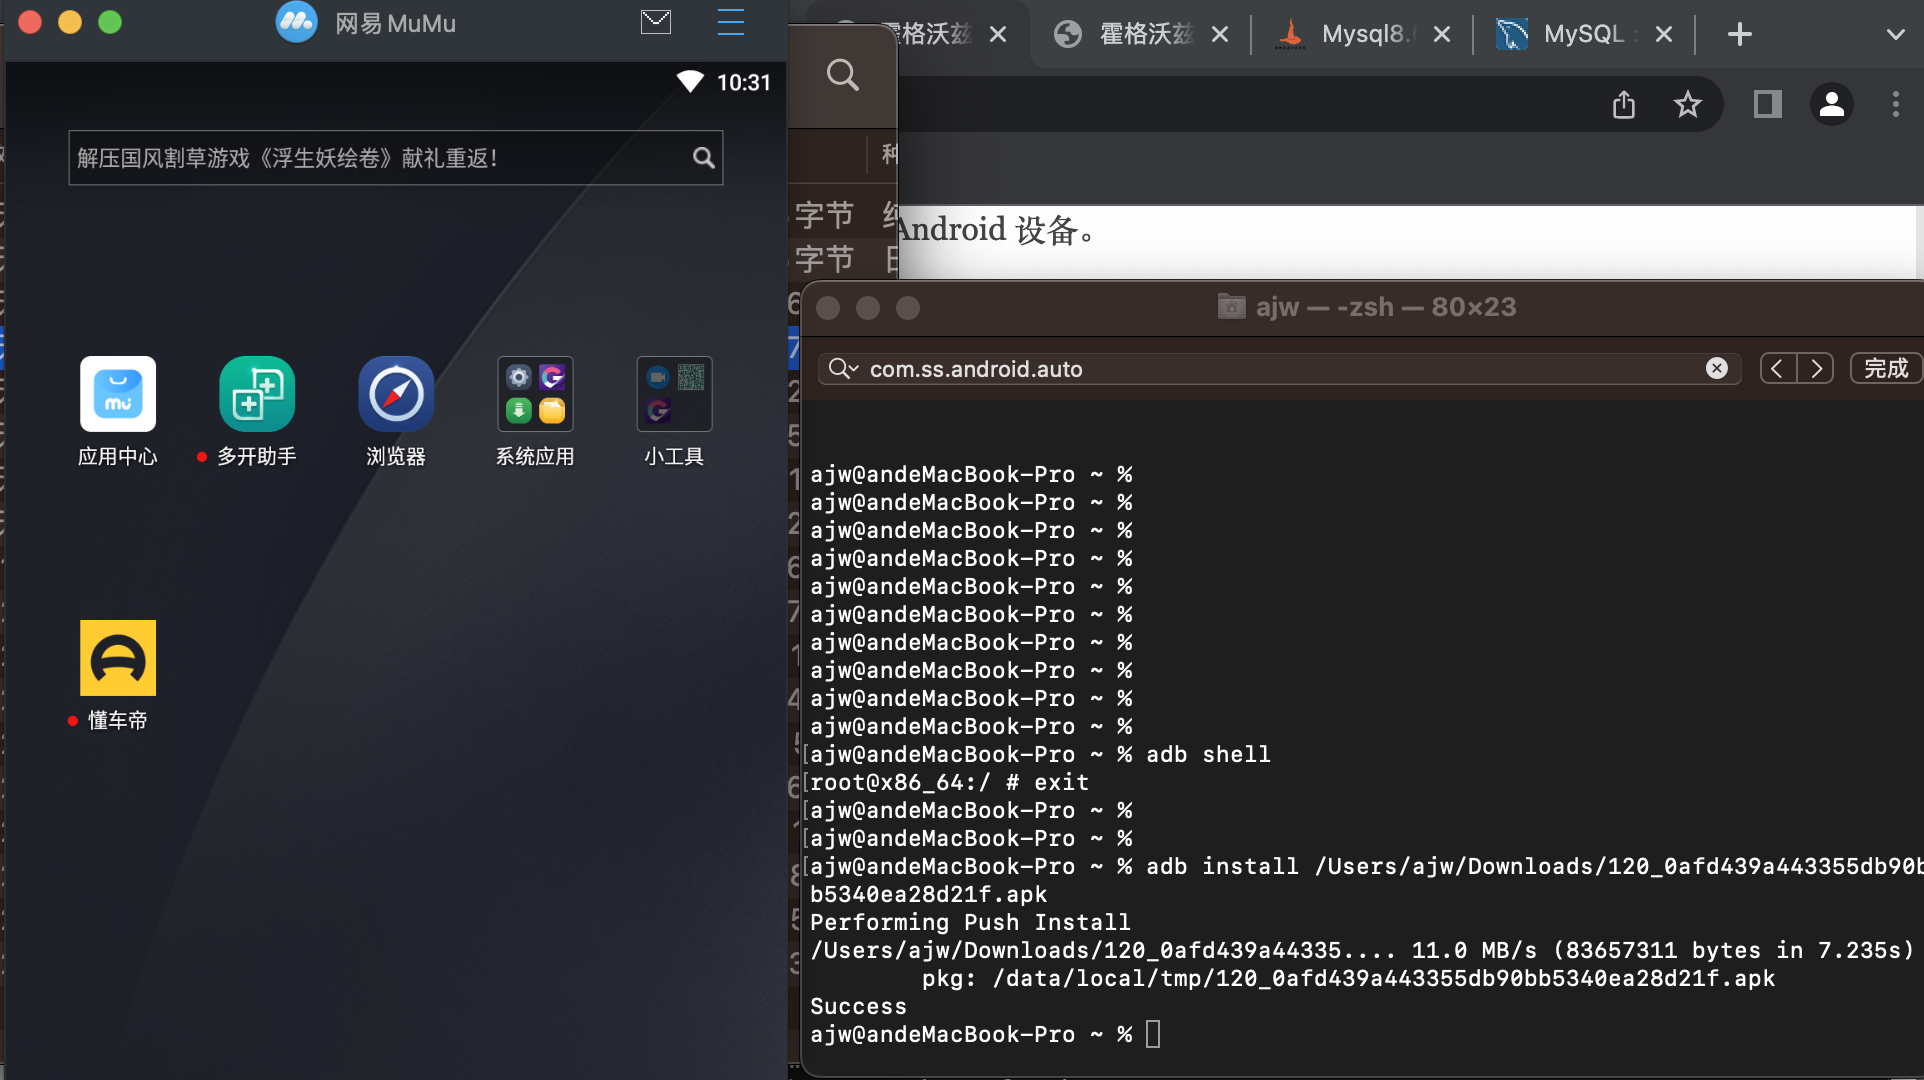 网易 MuMu
10:31
解压国风割草游戏《浮生妖绘卷》献礼重返！
应用中心
多开助手
浏览器
系统应用
小工具
懂车帝
霍格沃兹
霍格沃兹
Mysql8.
MySQL :
字节
字节
Android 设备。
ajw — -zsh — 80×23
com.ss.android.auto
完成
ajw@andeMacBook-Pro ~ %
ajw@andeMacBook-Pro ~ %
ajw@andeMacBook-Pro ~ %
ajw@andeMacBook-Pro ~ %
ajw@andeMacBook-Pro ~ %
ajw@andeMacBook-Pro ~ %
ajw@andeMacBook-Pro ~ %
ajw@andeMacBook-Pro ~ %
ajw@andeMacBook-Pro ~ %
ajw@andeMacBook-Pro ~ %
[ajw@andeMacBook-Pro ~ % adb shell
[root@x86_64:/ # exit
[ajw@andeMacBook-Pro ~ %
[ajw@andeMacBook-Pro ~ %
[ajw@andeMacBook-Pro ~ % adb install /Users/ajw/Downloads/120_0afd439a443355db90b
b5340ea28d21f.apk
Performing Push Install
/Users/ajw/Downloads/120_0afd439a44335.... 11.0 MB/s (83657311 bytes in 7.235s)
pkg: /data/local/tmp/120_0afd439a443355db90bb5340ea28d21f.apk
Success
ajw@andeMacBook-Pro ~ %